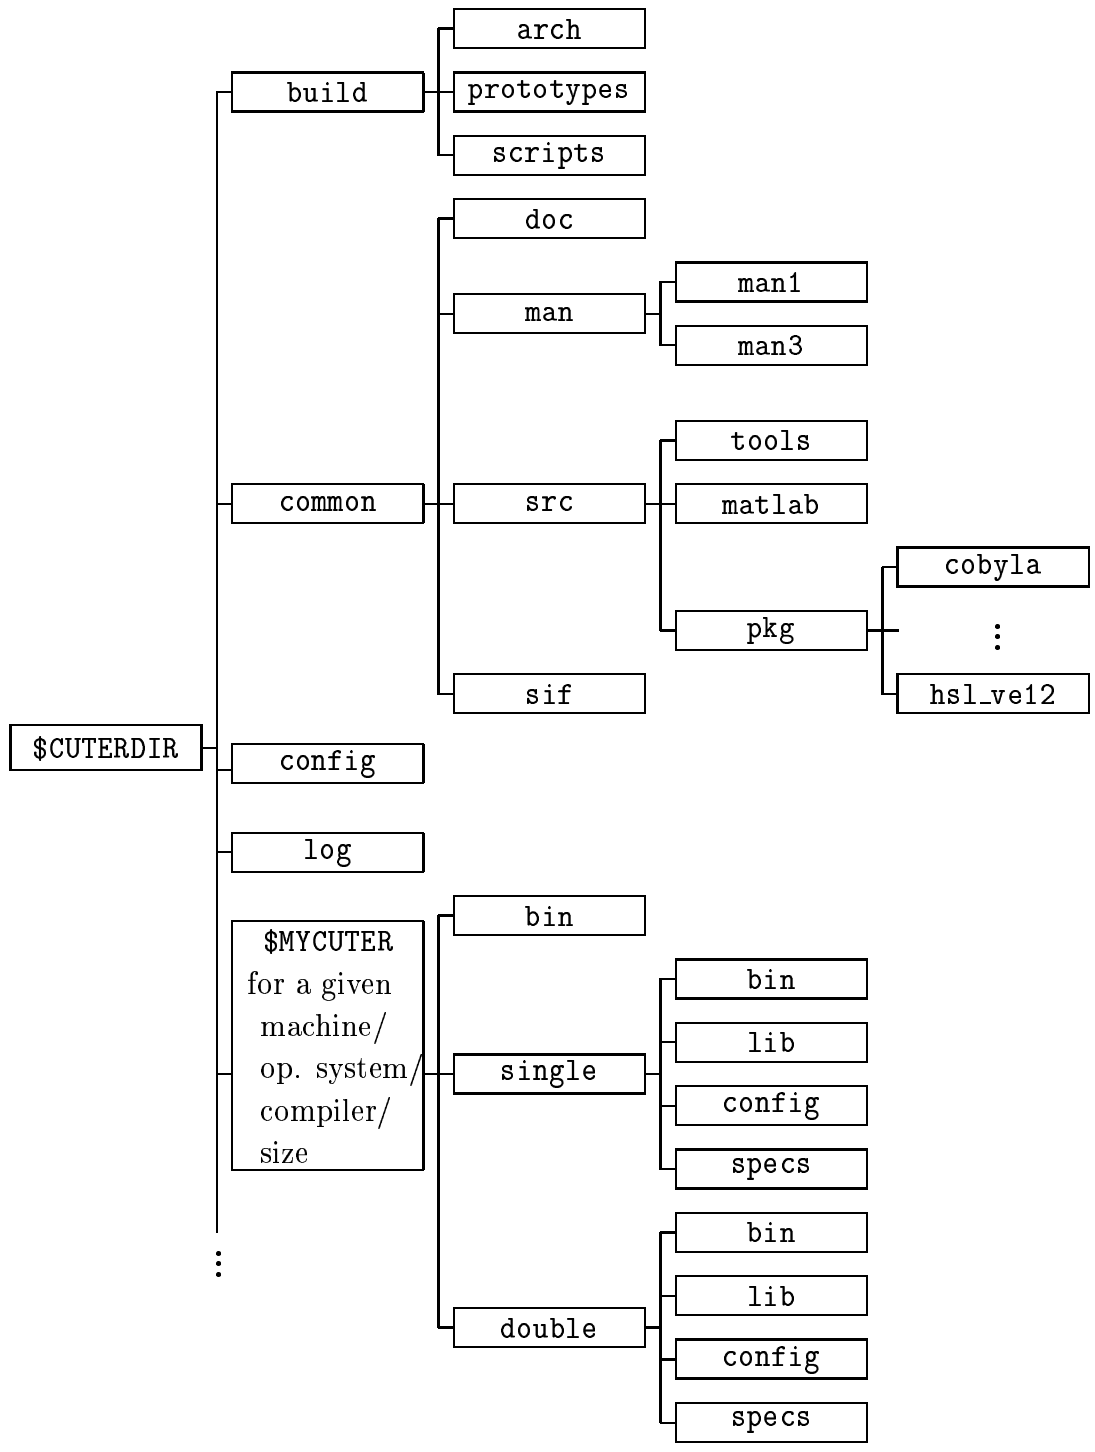 arch
build
prototypes
scripts
doc
man1
man
man3
tools
common
src
matlab
cobyla
pkg
hsl_ve12
sif
$CUTERDIR
config
log
bin
$MYCUTER
for a given
machine/
op. system/
compiler/
size
single
bin
lib
config
specs
double
bin
lib
config
specs